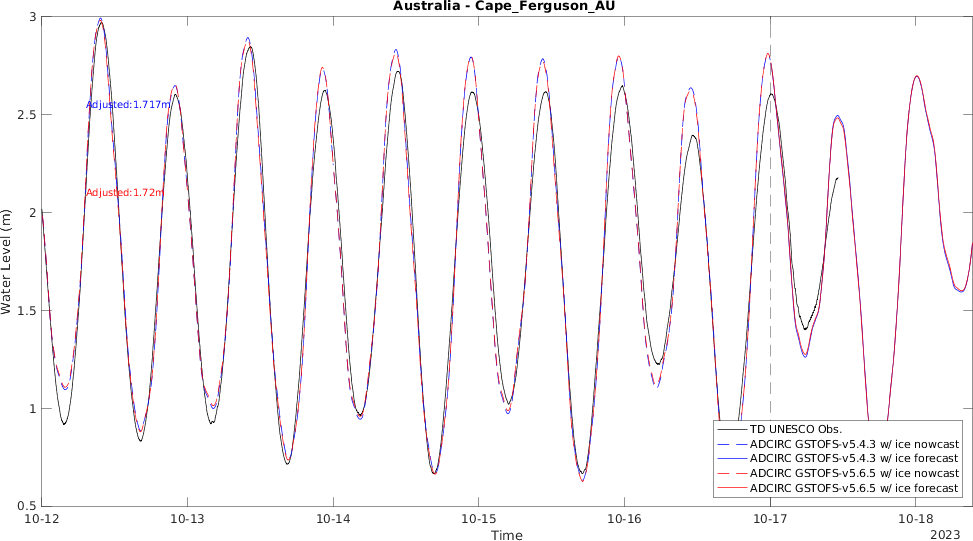 Australia - Cape_Ferguson_AU
3
2.5
2
1.5
1
0.5
Water Level (m)
Adjusted:1.717m
Adjusted:1.72m
TD UNESCO Obs.
ADCIRC GSTOFS-v5.4.3 w/ ice nowcast
ADCIRC GSTOFS-v5.4.3 w/ ice forecast
ADCIRC GSTOFS-v5.6.5 w/ ice nowcast
ADCIRC GSTOFS-v5.6.5 w/ ice forecast
10-12 10-13 10-14 10-15 10-16 10-17 10-18
Time
2023